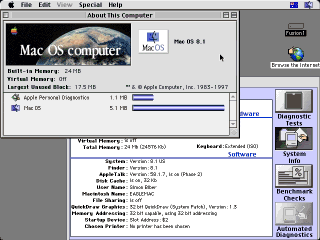 File Edit View Special Help
About This Computer
Mac OS computer
MacOS
Mac OS 8.1
Built-in Memory: 24 MB
Virtual Memory: Off
Largest Unused Block: 17.5 MB
™ & © Apple Computer, Inc. 1983-1997
Apple Personal Diagnostics 1.1 MB
Mac OS 5.1 MB
Fusion1
Browse the Internet
Virtual Memory: is off
Total Memory: 24 MB (24576 Kb)
Keyboard: Extended (ISO)
Software
System: Version: 8.1 US
Finder: Version: 8.1
AppleTalk: Version: 58.1.7, is on (Phase 2)
Disk Cache: is on, 32 Kb
User Name: Simon Biber
Macintosh Name: EAGLEMAC
File Sharing: is off
QuickDraw Graphics: 32 bit QuickDraw (System Patch), Version: 1.3
Memory Addressing: 32 bit capable, using 32 bit addressing
Startup Device: Slot: $0, Address: $2
Chosen Printer: No printer has been chosen
Diagnostic Tests
System Info
Benchmark Checks
Automated Diagnostics